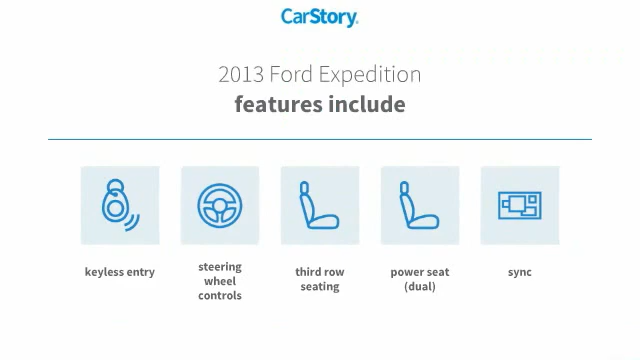 CarStory
2013 Ford Expedition
features include
keyless entry
steering
wheel
controls
third row
seating
power seat
(dual)
sync